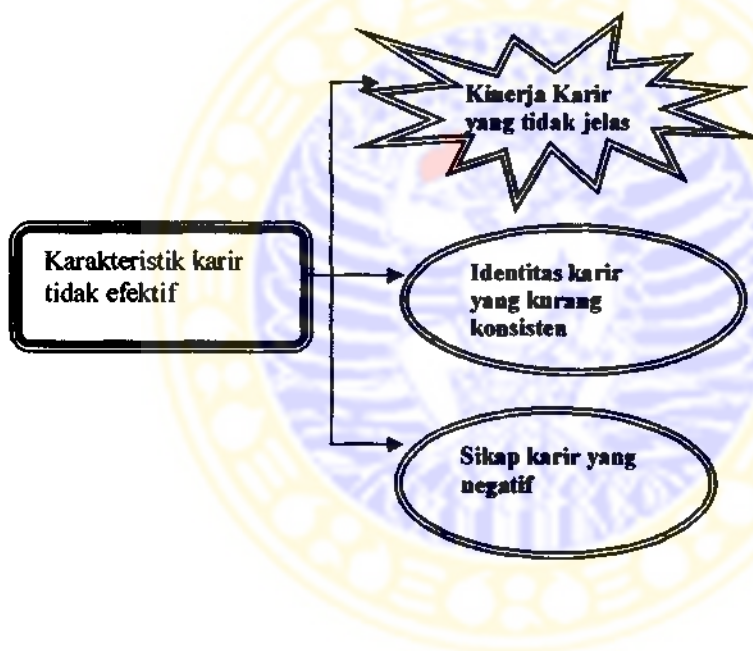 Kinerja Karir
yang tidak jelas
Karakteristik karir
tidak efektif
Identitas karir
yang kurang
konsisten
Sikap karir yang
negatif